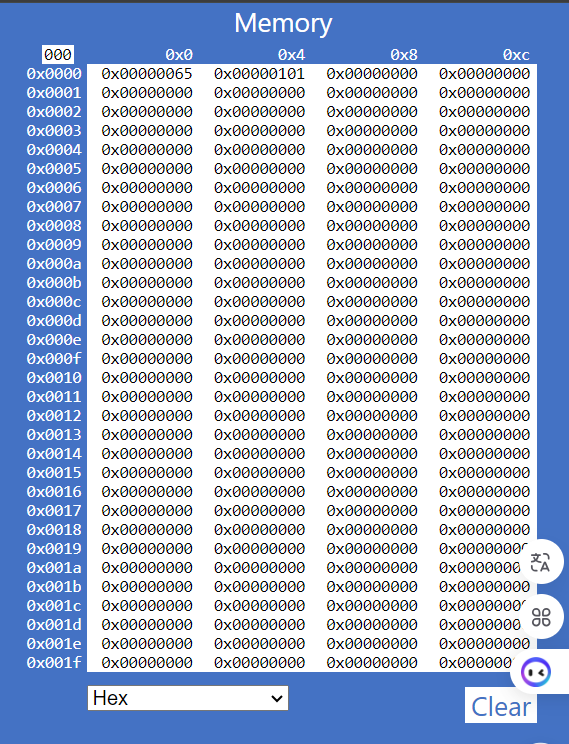 Memory
000 0x0 0x4 0x8 0xc
0x0000 0x00000065 0x00000101 0x00000000 0x00000000
0x0001 0x00000000 0x00000000 0x00000000 0x00000000
0x0002 0x00000000 0x00000000 0x00000000 0x00000000
0x0003 0x00000000 0x00000000 0x00000000 0x00000000
0x0004 0x00000000 0x00000000 0x00000000 0x00000000
0x0005 0x00000000 0x00000000 0x00000000 0x00000000
0x0006 0x00000000 0x00000000 0x00000000 0x00000000
0x0007 0x00000000 0x00000000 0x00000000 0x00000000
0x0008 0x00000000 0x00000000 0x00000000 0x00000000
0x0009 0x00000000 0x00000000 0x00000000 0x00000000
0x000a 0x00000000 0x00000000 0x00000000 0x00000000
0x000b 0x00000000 0x00000000 0x00000000 0x00000000
0x000c 0x00000000 0x00000000 0x00000000 0x00000000
0x000d 0x00000000 0x00000000 0x00000000 0x00000000
0x000e 0x00000000 0x00000000 0x00000000 0x00000000
0x000f 0x00000000 0x00000000 0x00000000 0x00000000
0x0010 0x00000000 0x00000000 0x00000000 0x00000000
0x0011 0x00000000 0x00000000 0x00000000 0x00000000
0x0012 0x00000000 0x00000000 0x00000000 0x00000000
0x0013 0x00000000 0x00000000 0x00000000 0x00000000
0x0014 0x00000000 0x00000000 0x00000000 0x00000000
0x0015 0x00000000 0x00000000 0x00000000 0x00000000
0x0016 0x00000000 0x00000000 0x00000000 0x00000000
0x0017 0x00000000 0x00000000 0x00000000 0x00000000
0x0018 0x00000000 0x00000000 0x00000000 0x00000000
0x0019 0x00000000 0x00000000 0x00000000
0x001a 0x00000000 0x00000000 0x00000000
0x001b 0x00000000 0x00000000 0x00000000 0x00000000
0x001c 0x00000000 0x00000000 0x00000000
0x001d 0x00000000 0x00000000 0x00000000
0x001e 0x00000000 0x00000000 0x00000000 0x00000000
0x001f 0x00000000 0x00000000 0x00000000
Hex
Clear